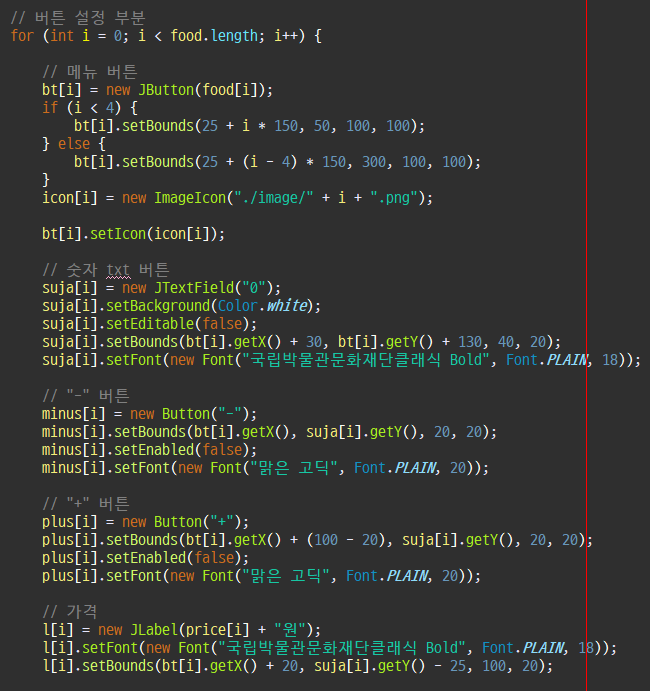 // 버튼 설정 부분
for (int i = 0; i < food.length; i++) {
// 메뉴 버튼
bt[i] = new JButton(food[i]);
if (i < 4) {
bt[i].setBounds(25 + i * 150, 50, 100, 100);
} else {
bt[i].setBounds(25 + (i - 4) * 150, 300, 100, 100);
}
icon[i] = new ImageIcon("./image/" + i + ".png");
bt[i].setIcon(icon[i]);
// 숫자 txt 버튼
suja[i] = new JTextField("0");
suja[i].setBackground(Color.white);
suja[i].setEditable(false);
suja[i].setBounds(bt[i].getX() + 30, bt[i].getY() + 130, 40, 20);
suja[i].setFont(new Font("국립박물관문화재단클래식 Bold", Font.PLAIN, 18));
// "-" 버튼
minus[i] = new Button("-");
minus[i].setBounds(bt[i].getX(), suja[i].getY(), 20, 20);
minus[i].setEnabled(false);
minus[i].setFont(new Font("맑은 고딕", Font.PLAIN, 20));
// "+" 버튼
plus[i] = new Button("+");
plus[i].setBounds(bt[i].getX() + (100 - 20), suja[i].getY(), 20, 20);
plus[i].setEnabled(false);
plus[i].setFont(new Font("맑은 고딕", Font.PLAIN, 20));
// 가격
l[i] = new JLabel(price[i] + "원");
l[i].setFont(new Font("국립박물관문화재단클래식 Bold", Font.PLAIN, 18));
l[i].setBounds(bt[i].getX() + 20, suja[i].getY() - 25, 100, 20);